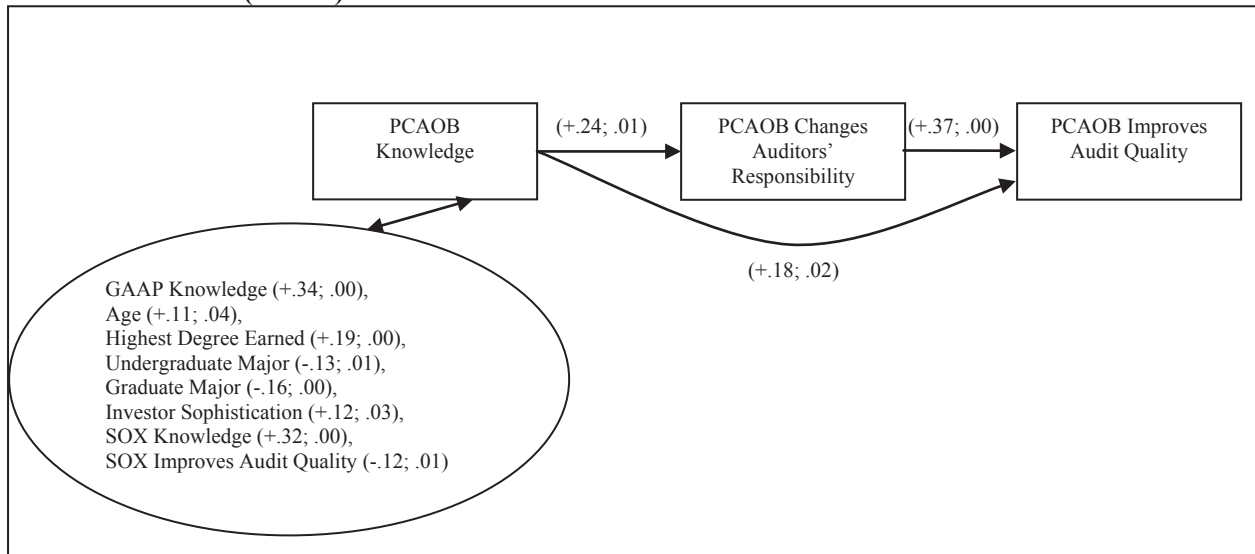 PCAOB
Knowledge
(+.24; .01)
PCAOB Changes
Auditors’
Responsibility
(+.37; .00)
PCAOB Improves
Audit Quality
(+.18; .02)
GAAP Knowledge (+.34; .00),
Age (+.11; .04),
Highest Degree Earned (+.19; .00),
Undergraduate Major (-.13; .01),
Graduate Major (-.16; .00),
Investor Sophistication (+.12; .03),
SOX Knowledge (+.32; .00),
SOX Improves Audit Quality (-.12; .01)